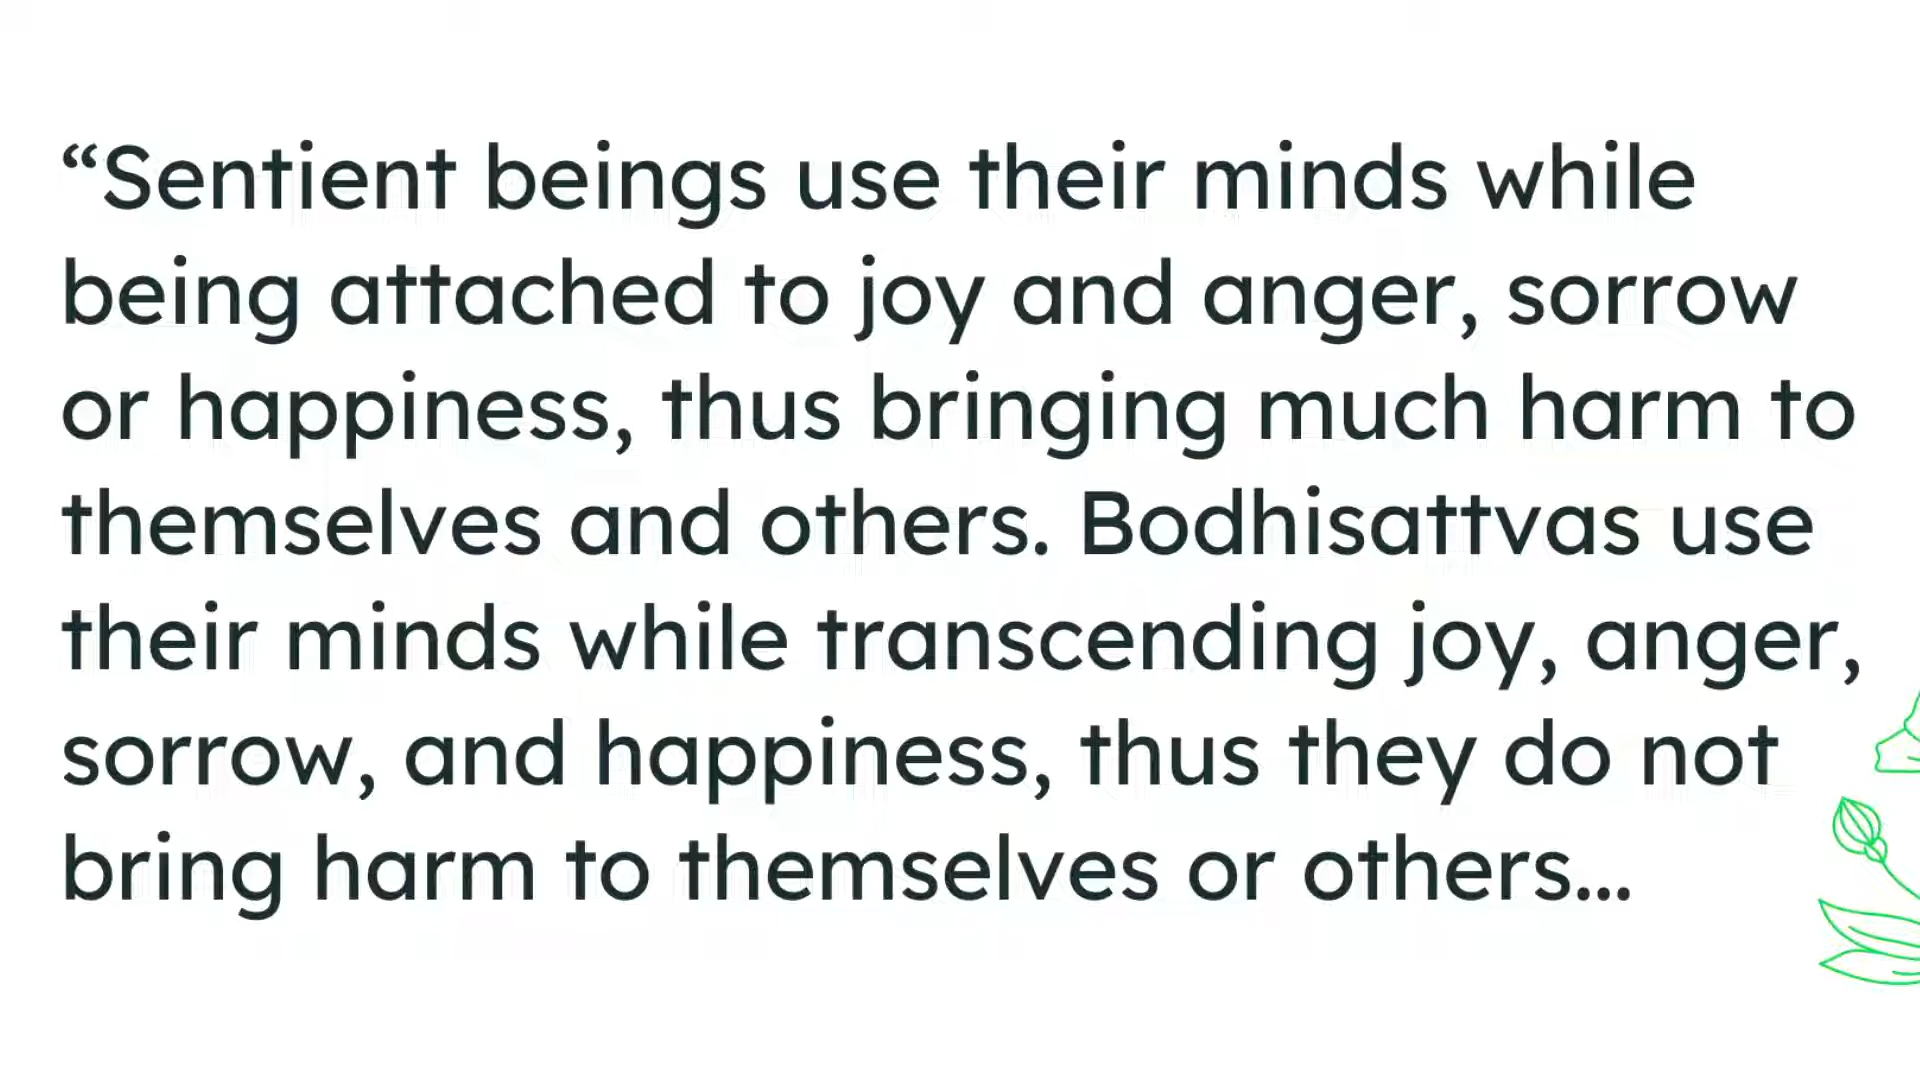 “Sentient beings use their minds while
being attached to joy and anger, sorrow
or happiness, thus bringing much harm to
themselves and others. Bodhisattvas use
their minds while transcending joy, anger,
sorrow, and happiness, thus they do not
bring harm to themselves or others...